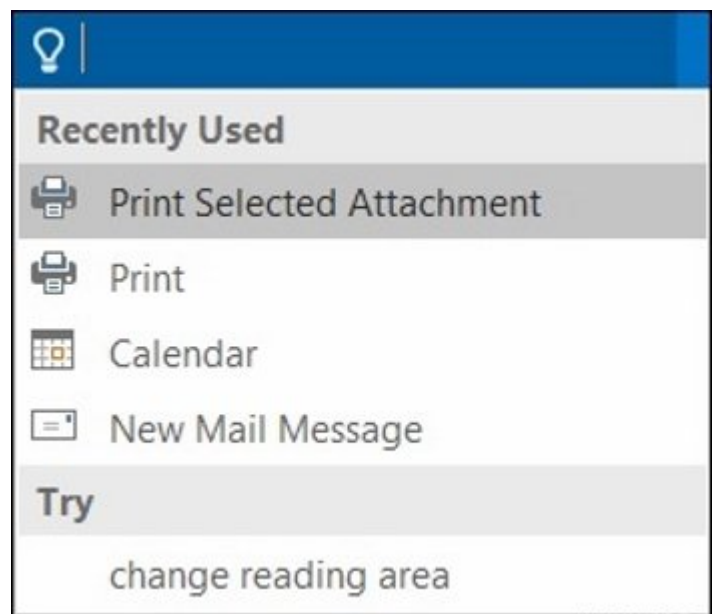 Recently Used
Print Selected Attachment
Print
Calendar
New Mail Message
Try
change reading area